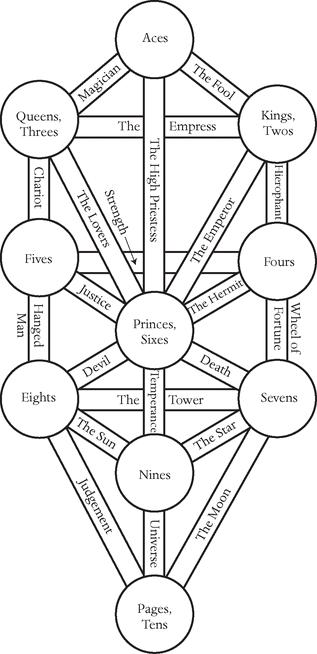 Aces
Magician
The Fool
Queens,
Threes
The Empress
Kings,
Twos
The High Priestess
Chariot
The Lovers
Strength
The Emperor
Hierophant
Fives
Fours
Justice
The Hermit
Princes,
Sixes
Hanged
Man
Wheel of
Fortune
Devil
Death
Temperance
Eights
The Tower
Sevens
The Sun
The Star
Nines
Judgement
Universe
The Moon
Pages,
Tens